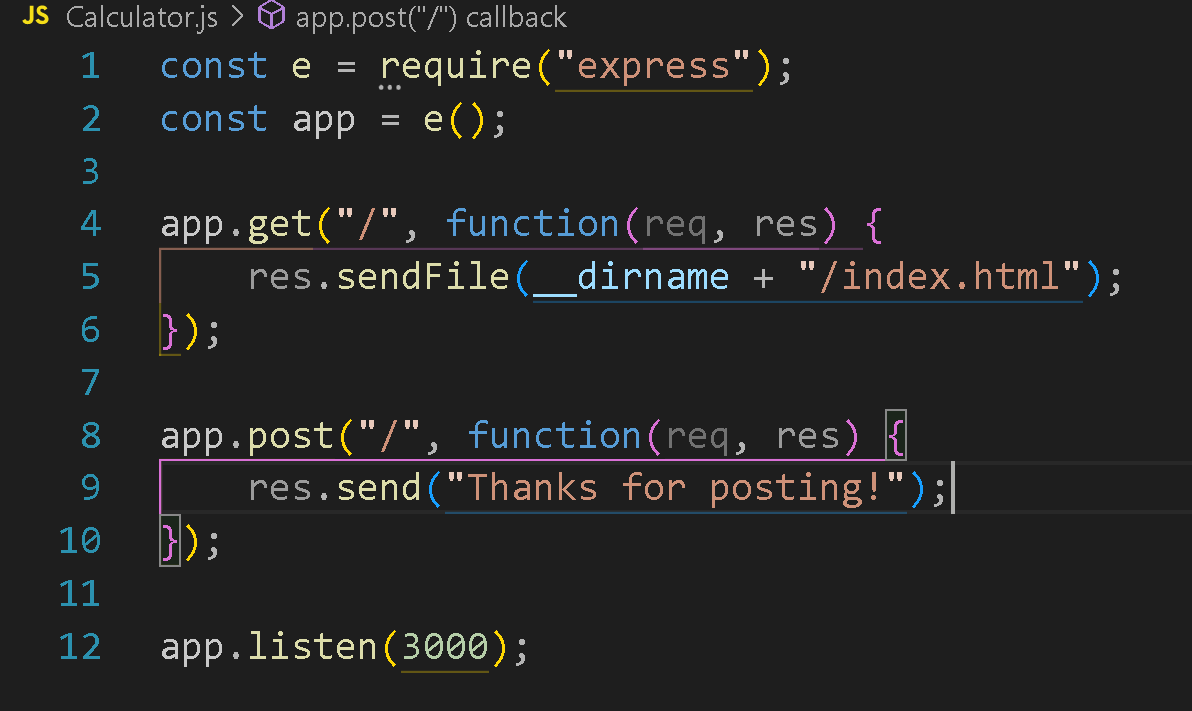 JS Calculator.js > app.post("/") callback
1 const e = require("express");
2 const app = e();
3
4 app.get("/", function(req, res) {
5 res.sendFile(__dirname + "/index.html");
6 });
7
8 app.post("/", function(req, res) {
9 res.send("Thanks for posting!");
10 });
11
12 app.listen(3000);